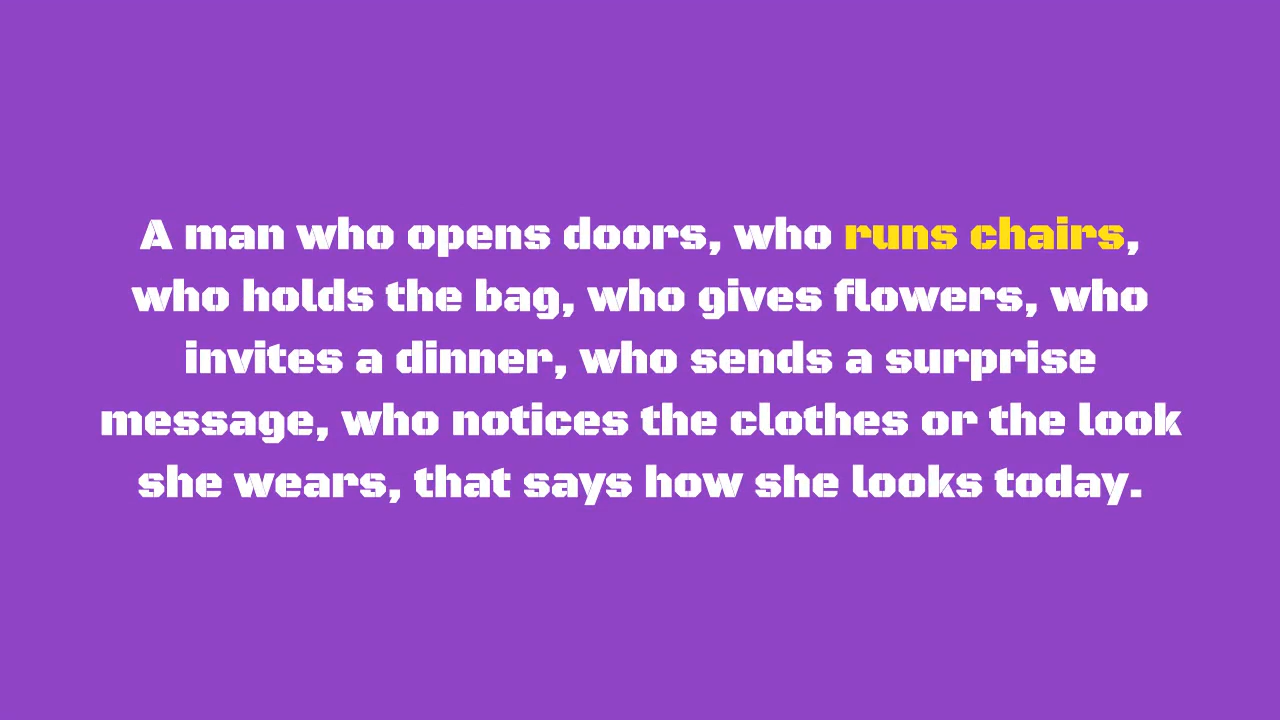 A man who opens doors, who runs chairs,
who holds the bag, who gives flowers, who
invites a dinner, who sends a surprise
message, who notices the clothes or the look
she wears, that says how she looks today.